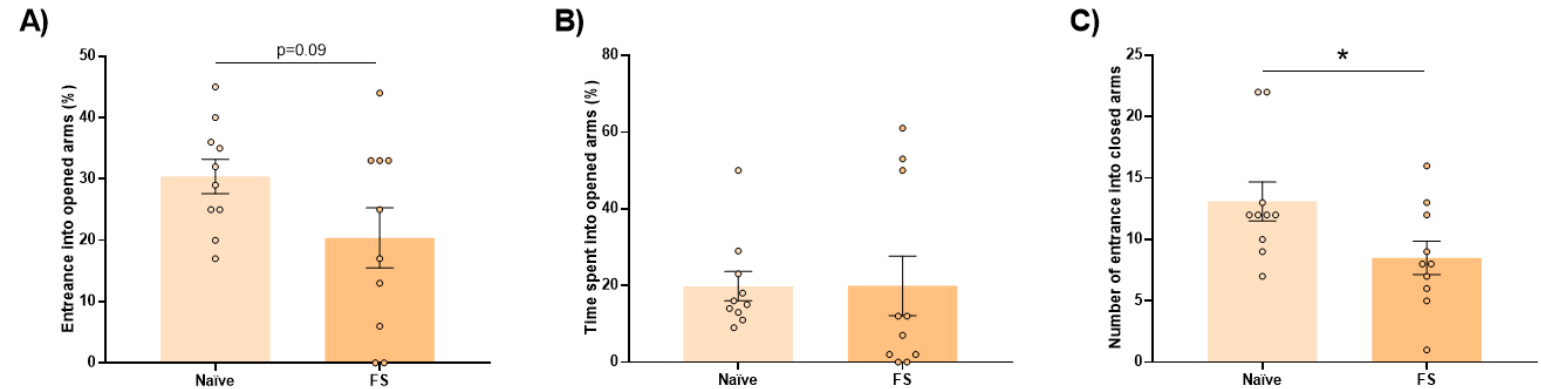 A)
Entreance into opened arms (%)
50
40
30
20
10
0
p=0.09
Naïve
FS
B)
Time spent into opened arms (%)
80
60
40
20
0
Naïve
FS
C)
Number of entrance into closed arms
25
20
15
10
5
0
*
Naïve
FS